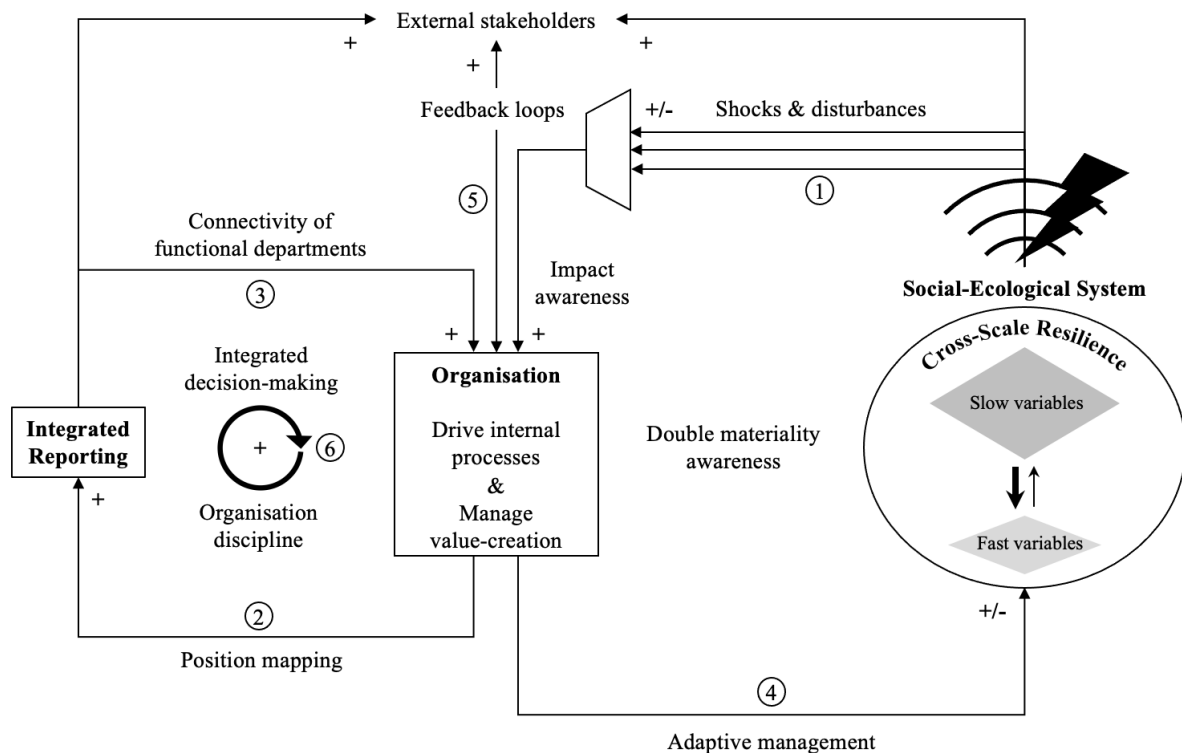 External stakeholders
+
+
+
Feedback loops
+/-
Shocks & disturbances
①
⑤
Connectivity of
functional departments
③
Impact
awareness
+
+
Social-Ecological System
Cross-Scale Resilience
Slow variables
Fast variables
+/-
Integrated
decision-making
+
⑥
Organisation
discipline
Integrated
Reporting
+
Organisation
Drive internal
processes
&
Manage
value-creation
Double materiality
awareness
②
Position mapping
④
Adaptive management